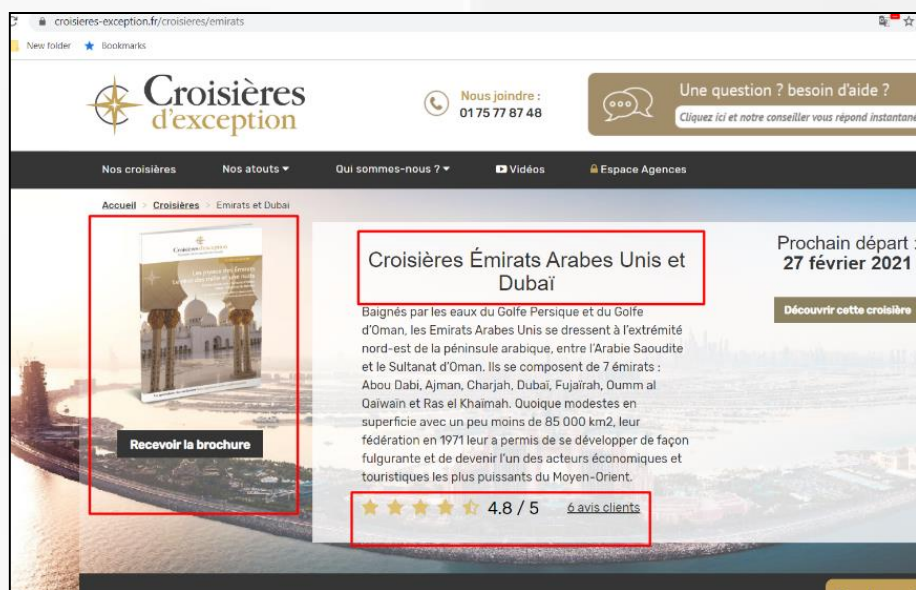 croisieres-exception.fr/croisieres/emirats
New folder
Bookmarks
Croisières
d'exception
Nous joindre :
01 75 77 87 48
Une question ? besoin d'aide ?
Cliquez ici et notre conseiller vous répond instantané
Nos croisières Nos atouts Qui sommes-nous ? Vidéos Espace Agences
Accueil > Croisières > Emirats et Dubai
Croisières
d'exception
Recevoir la brochure
Croisières Émirats Arabes Unis et
Dubaï
Baignés par les eaux du Golfe Persique et du Golfe
d'Oman, les Emirats Arabes Unis se dressent à l'extrémité
nord-est de la péninsule arabique, entre l'Arabie Saoudite
et le Sultanat d'Oman. Ils se composent de 7 émirats :
Abou Dabi, Ajman, Charjah, Dubaï, Fujaïrah, Oumm al
Qaïwaïn et Ras el Khaïmah. Quoique modestes en
superficie avec un peu moins de 85 000 km2, leur
fédération en 1971 leur a permis de se développer de façon
fulgurante et de devenir l'un des acteurs économiques et
touristiques les plus puissants du Moyen-Orient.
4.8 / 5 6 avis clients
Prochain départ :
27 février 2021
Découvrir cette croisière